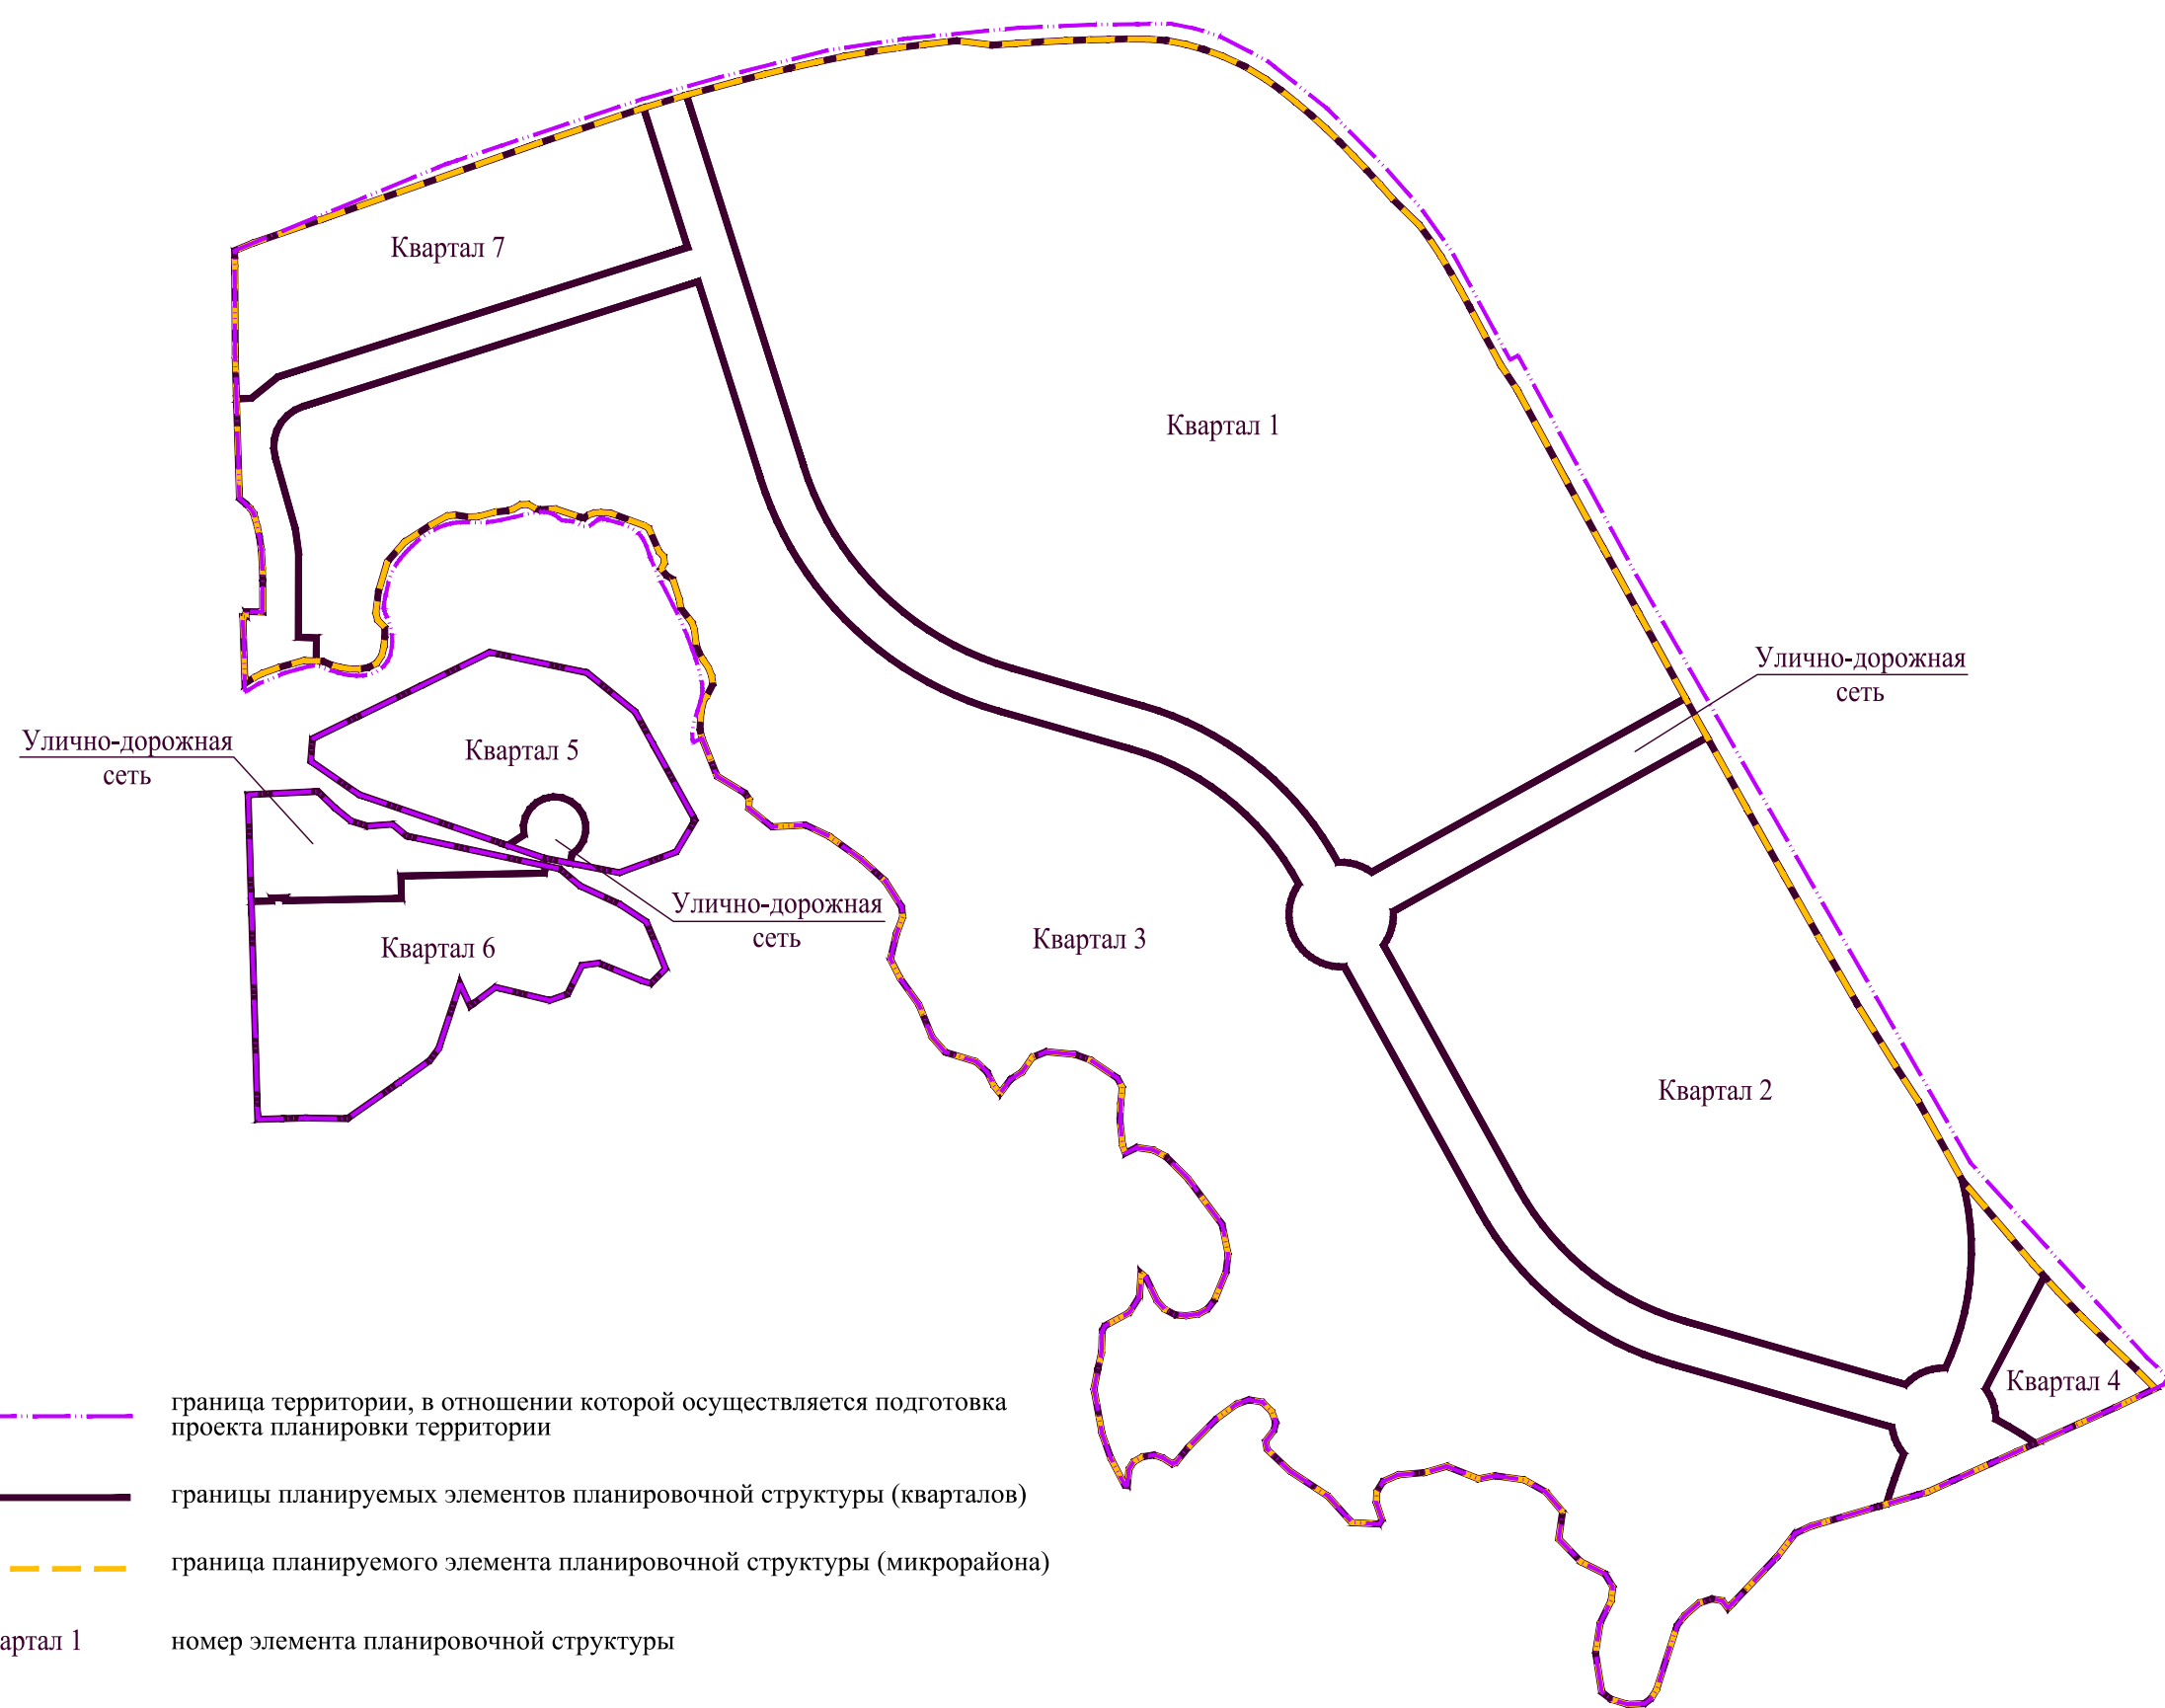 Квартал 7
Квартал 1
Улично-дорожная
сеть
Улично-дорожная
сеть
Квартал 5
Улично-дорожная
сеть
Квартал 6
Квартал 3
Квартал 2
Квартал 4
граница территории, в отношении которой осуществляется подготовка
проекта планировки территории
границы планируемых элементов планировочной структуры (кварталов)
граница планируемого элемента планировочной структуры (микрорайона)
артал 1 номер элемента планировочной структуры